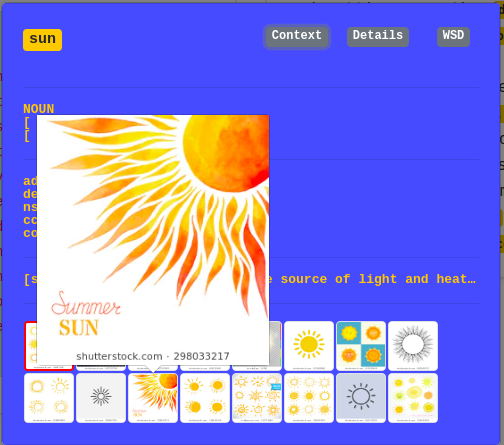 sun
Context
Details
WSD
NOUN
[
[
ad
de
ns
cc
co
[s
e source of light and heat…
Summer
SUN
shutterstock.com · 298033217